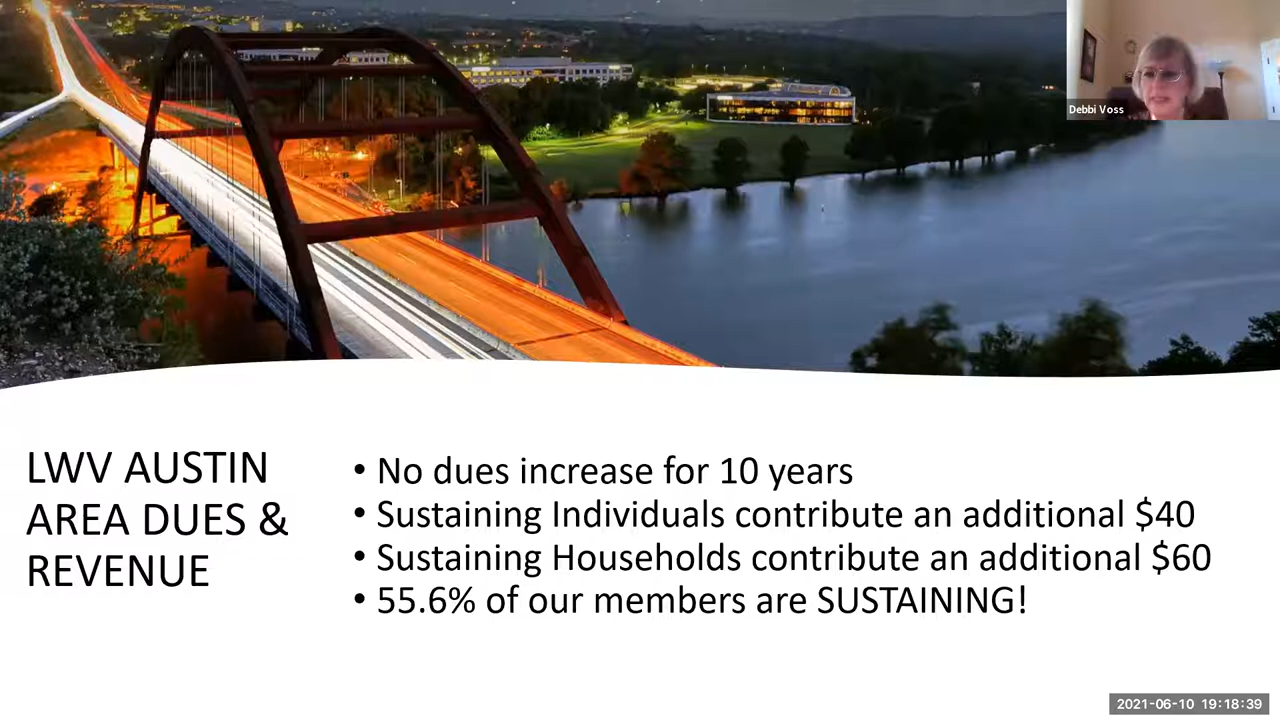 Debbi Voss
LWV AUSTIN
AREA DUES &
REVENUE
• No dues increase for 10 years
• Sustaining Individuals contribute an additional $40
• Sustaining Households contribute an additional $60
• 55.6% of our members are SUSTAINING!
2021-06-10 19:18:39